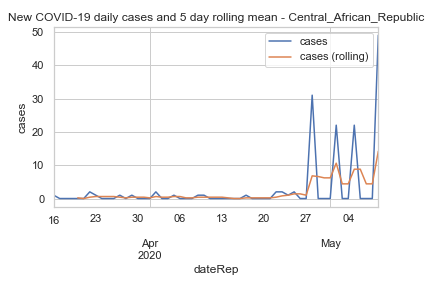 New COVID-19 daily cases and 5 day rolling mean - Central_African_Republic
cases
cases (rolling)
50
40
30
20
10
0
cases
16
23
30
06
13
20
27
04
Apr
2020
May
dateRep